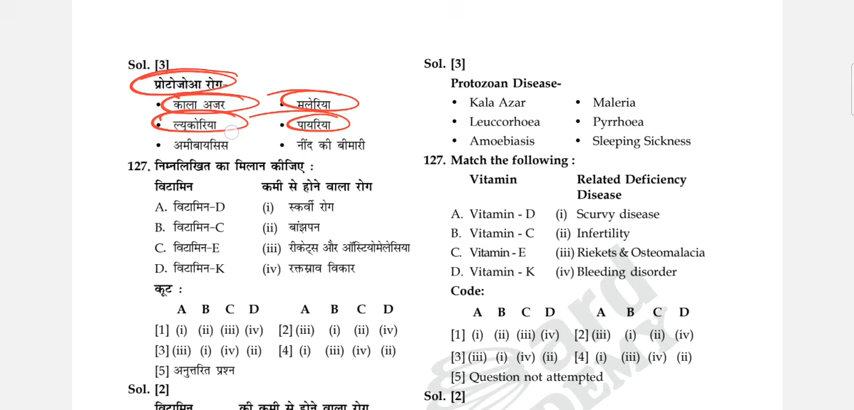 Sol. [3]
प्रोटोजोआ रोग-
• काला अजर • मलेरिया
• ल्यूकोरिया • पायरिया
• अमीबायसिस • नींद की बीमारी
127. निम्नलिखित का मिलान कीजिए :
विटामिन कमी से होने वाला रोग
A. विटामिन-D (i) स्कर्वी रोग
B. विटामिन-C (ii) बांझपन
C. विटामिन-E (iii) रीकेट्स और ऑस्टियोमेलेसिया
D. विटामिन-K (iv) रक्तस्राव विकार
कूट :
A B C D A B C D
[1] (i) (ii) (iii) (iv) [2] (iii) (i) (ii) (iv)
[3] (iii) (i) (iv) (ii) [4] (i) (iii) (iv) (ii)
[5] अनुत्तरित प्रश्न
Sol. [2]
विटामिन की कमी से होने वाला रोग
Sol. [3]
Protozoan Disease-
• Kala Azar • Maleria
• Leuccorhoea • Pyrrhoea
• Amoebiasis • Sleeping Sickness
127. Match the following :
Vitamin Related Deficiency
Disease
A. Vitamin - D (i) Scurvy disease
B. Vitamin - C (ii) Infertility
C. Vitamin - E (iii) Riekets & Osteomalacia
D. Vitamin - K (iv) Bleeding disorder
Code:
A B C D A B C D
[1] (i) (ii) (iii) (iv) [2] (iii) (i) (ii) (iv)
[3] (iii) (i) (iv) (ii) [4] (i) (iii) (iv) (ii)
[5] Question not attempted
Sol. [2]